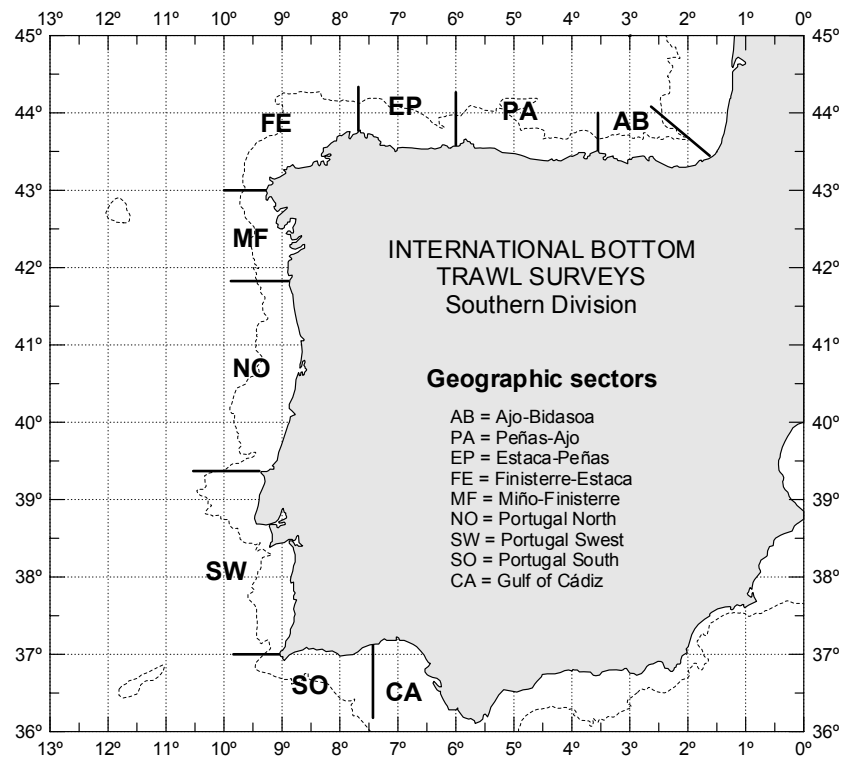 13º 12º 11º 10º 9º 8º 7º 6º 5º 4º 3º 2º 1º 0º
45º 45º
44º 44º
EP PA AB
FE
43º 43º
MF
INTERNATIONAL BOTTOM
TRAWL SURVEYS
Southern Division
42º 42º
41º 41º
NO
Geographic sectors
AB = Ajo-Bidasoa
40º 40º
PA = Peñas-Ajo
EP = Estaca-Peñas
FE = Finisterre-Estaca
39º 39º
MF = Miño-Finisterre
NO = Portugal North
SW = Portugal Swest
SO = Portugal South
CA = Gulf of Cádiz
SW
38º 38º
37º 37º
SO CA
36º 36º
13º 12º 11º 10º 9º 8º 7º 6º 5º 4º 3º 2º 1º 0º